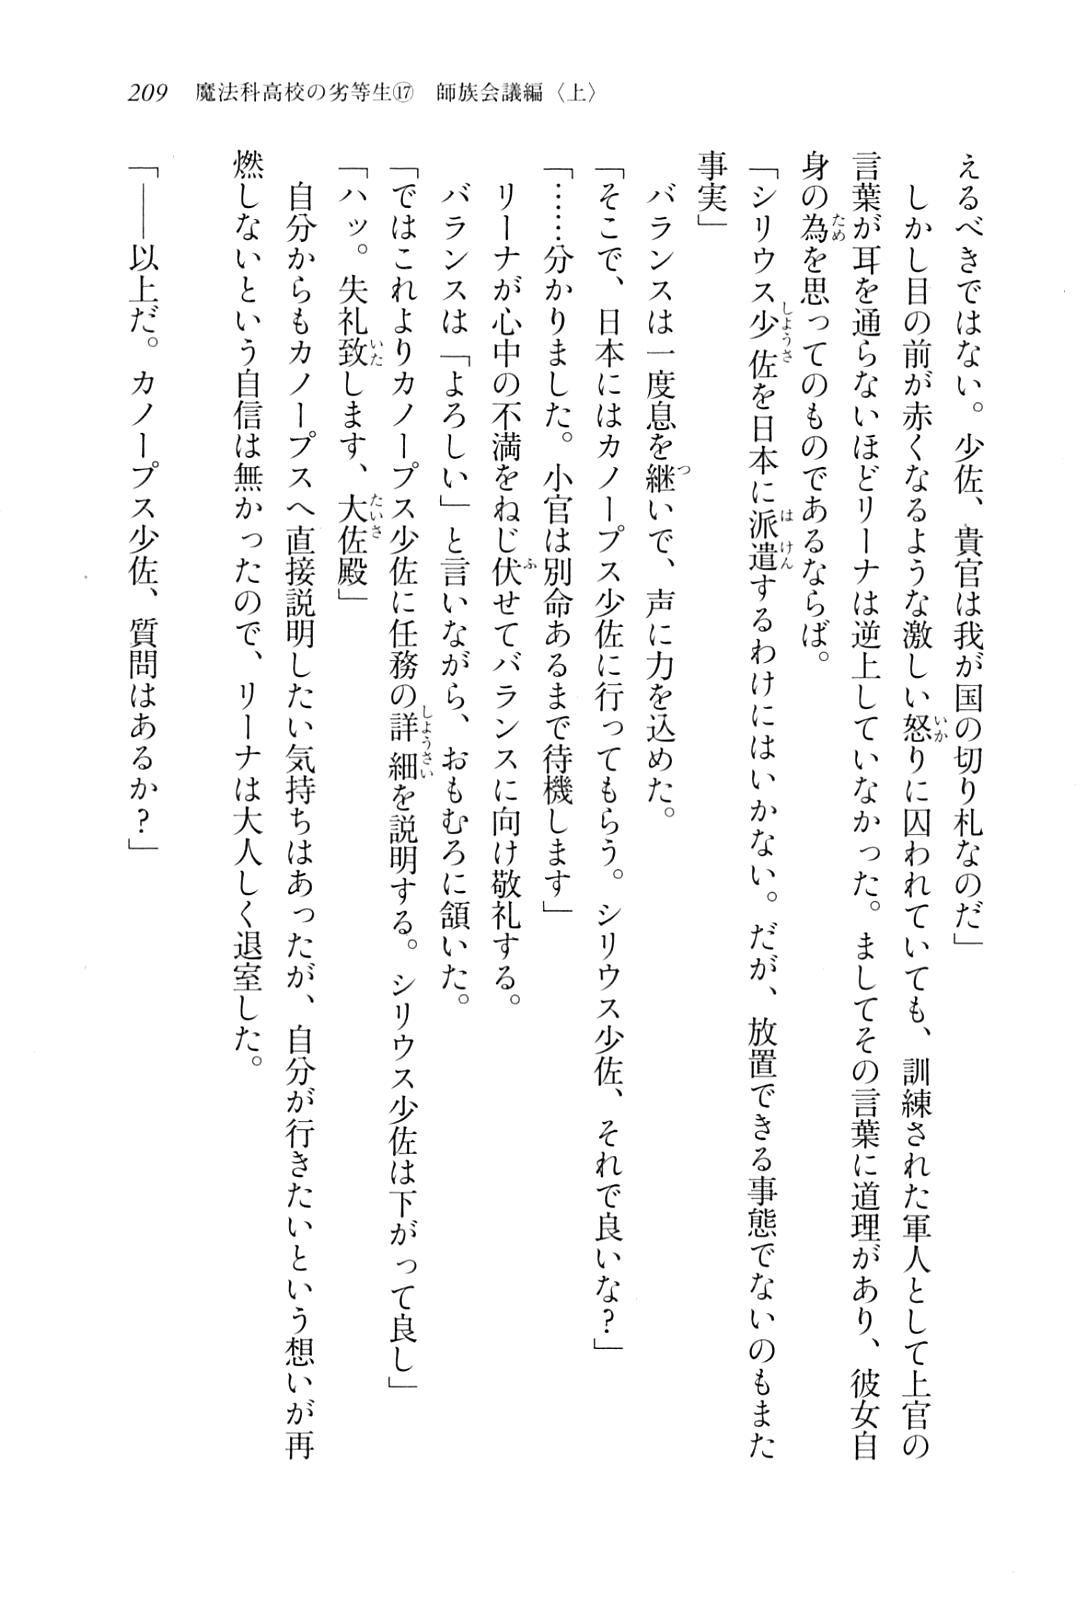 209　魔法科高校の劣等生⑰　師族会議編〈上〉
えるべきではない。少佐、貴官は我が国の切り札なのだ」
　しかし目の前が赤くなるような激しい怒りに囚われていても、訓練された軍人として上官の
言葉が耳を通らないほどリーナは逆上していなかった。ましてその言葉に道理があり、彼女自
身の為を思ってのものであるならば。
「シリウス少佐を日本に派遣するわけにはいかない。だが、放置できる事態でないのもまた
事実」
　バランスは一度息を継いで、声に力を込めた。
「そこで、日本にはカノープス少佐に行ってもらう。シリウス少佐、それで良いな？」
「……分かりました。小官は別命あるまで待機します」
　リーナが心中の不満をねじ伏せてバランスに向け敬礼する。
　バランスは「よろしい」と言いながら、おもむろに頷いた。
「ではこれよりカノープス少佐に任務の詳細を説明する。シリウス少佐は下がって良し」
「ハッ。失礼致します、大佐殿」
　自分からもカノープスへ直接説明したい気持ちはあったが、自分が行きたいという想いが再
燃しないという自信は無かったので、リーナは大人しく退室した。
「――以上だ。カノープス少佐、質問はあるか？」